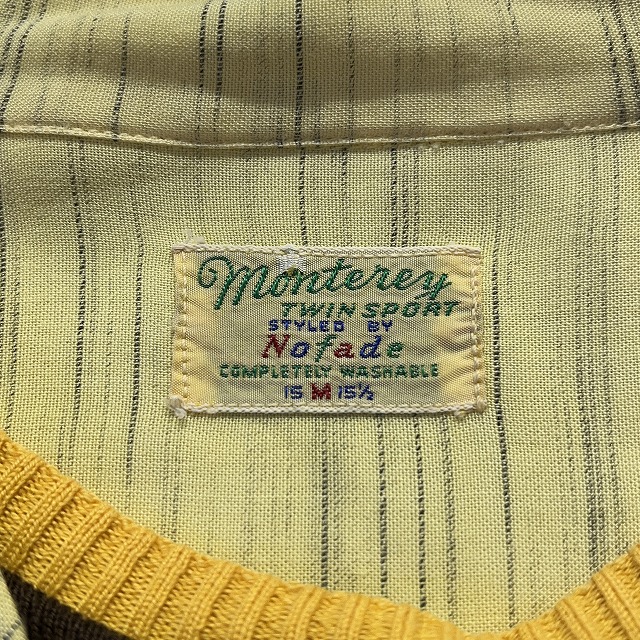 Monterey
TWIN SPORT
STYLED BY
Nofade
COMPLETELY WASHABLE
15 M 15½